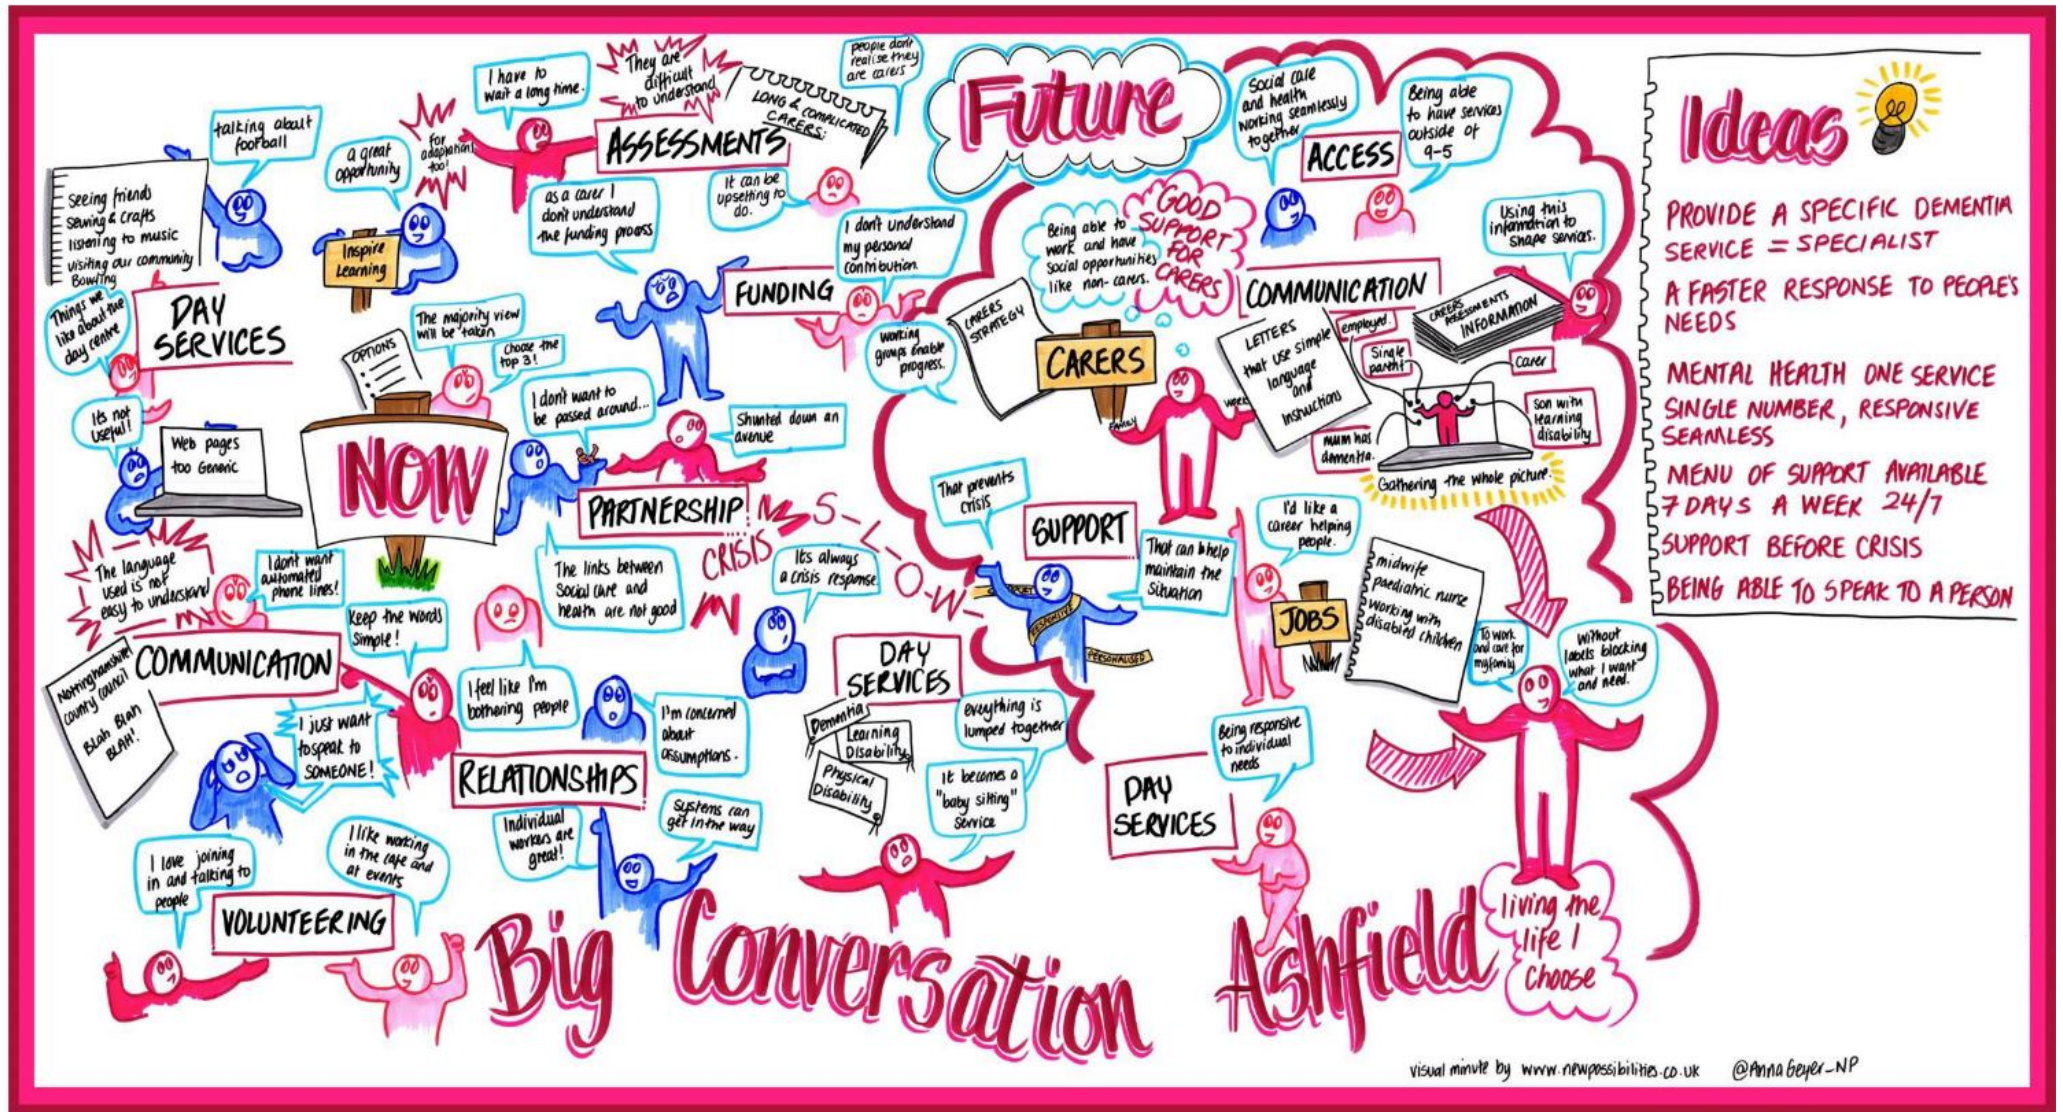 talking about
football
a great
opportunity
for
adaptations
too!
I have to
wait a long time.
They are
difficult
to understand
LONG & COMPLICATED
CARERS:
people don't
realise they
are carers
ASSESSMENTS
It can be
upsetting to
do.
as a carer I
don't understand
the funding process
I don't understand
my personal
contribution.
FUNDING
Seeing friends
Sewing & crafts
listening to music
visiting our community
Bowling
Inspire
Learning
Things we
like about the
day centre
DAY
SERVICES
It's not
useful!
Web pages
too Generic
OPTIONS
The majority view
will be taken
Choose the
top 3!
NOW
I don't want to
be passed around...
Shunted down an
avenue
PARTNERSHIP
The links between
Social care and
health are not good
CRISIS
S-L-O-W-
It's always
a crisis response
The language
used is not
easy to understand
I don't want
automated
phone lines!
Keep the words
Simple!
COMMUNICATION
Nottinghamshire
County Council
Blah Blah
BLAH!
I just want
to speak to
SOMEONE!
I feel like I'm
bothering people
I'm concerned
about
assumptions.
RELATIONSHIPS
Individual
workers are
great!
Systems can
get in the way
DAY
SERVICES
Dementia
Learning
Disability
Physical
Disability
everything is
lumped together
It becomes a
"baby sitting"
service
I love joining
in and talking to
people
I like working
in the cafe and
at events
VOLUNTEERING
Future
Social care
and health
working seamlessly
together
Being able
to have services
outside of
9-5
ACCESS
GOOD
SUPPORT
FOR
CARERS
Being able to
work and have
social opportunities
like non-carers.
CARERS
STRATEGY
Working
groups enable
progress.
CARERS
FAMILY
WORK
COMMUNICATION
Using this
information to
shape services.
CARERS
ASSESSMENTS
INFORMATION
LETTERS
that use simple
language
and
Instructions
employed
Single
parent
Carer
son with
learning
disability
mum has
dementia.
Gathering the whole picture.
That prevents
crisis
SUPPORT
That can help
maintain the
Situation
RESPONSIVE
PERSONALISED
I'd like a
career helping
people.
JOBS
midwife
paediatric nurse
working with
disabled children
To work
and care for
my family
Without
labels blocking
what I want
and need.
Being responsive
to individual
needs
DAY
SERVICES
living the
life I
choose
Ideas
PROVIDE A SPECIFIC DEMENTIA
SERVICE = SPECIALIST
A FASTER RESPONSE TO PEOPLE'S
NEEDS
MENTAL HEALTH ONE SERVICE
SINGLE NUMBER, RESPONSIVE
SEAMLESS
MENU OF SUPPORT AVAILABLE
7 DAYS A WEEK 24/7
SUPPORT BEFORE CRISIS
BEING ABLE TO SPEAK TO A PERSON
Big Conversation Ashfield
visual minute by www.newpossibilities.co.uk @AnnaGeyer_NP